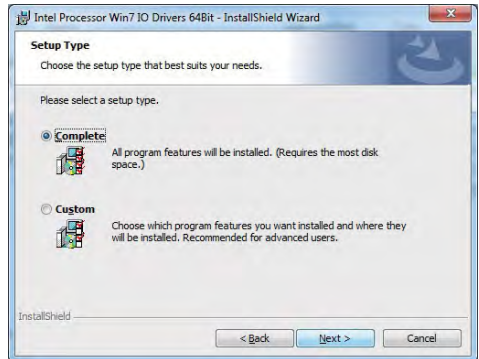 Intel Processor Win7 IO Drivers 64Bit - InstallShield Wizard
Setup Type
Choose the setup type that best suits your needs.
Please select a setup type.
Complete
All program features will be installed. (Requires the most disk
space.)
Custom
Choose which program features you want installed and where they
will be installed. Recommended for advanced users.
InstallShield
< Back Next > Cancel